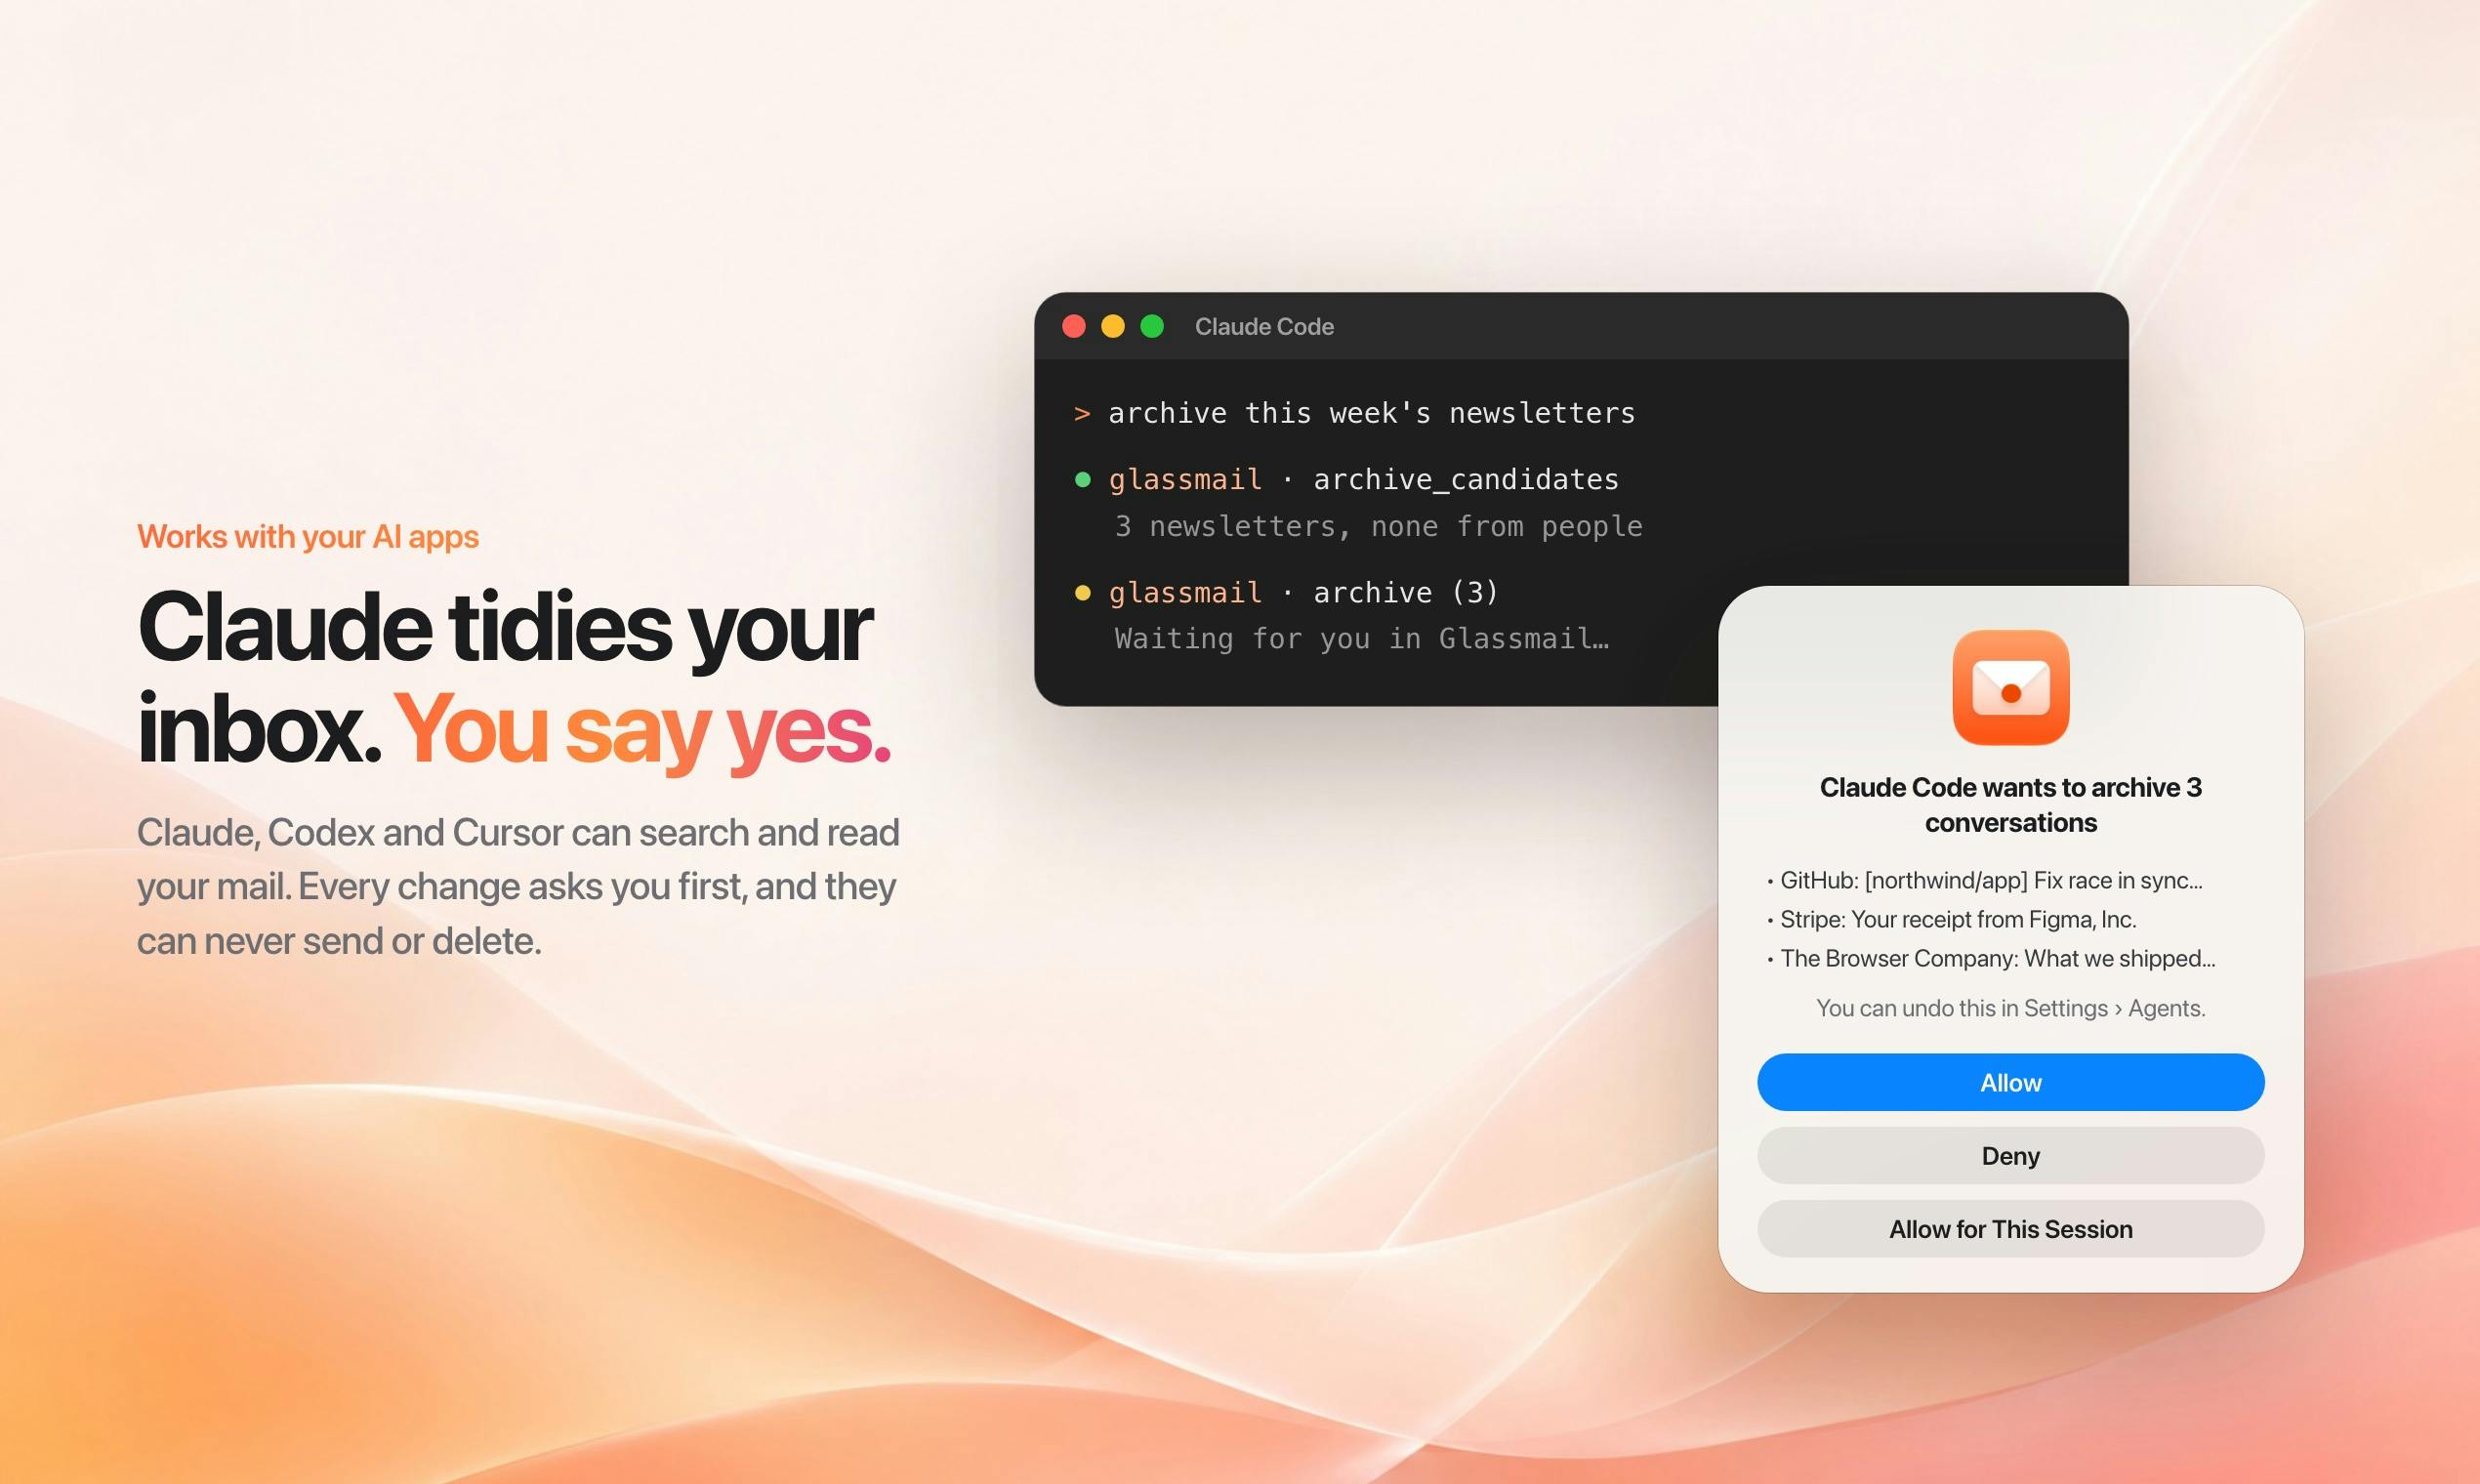 Works with your AI apps
Claude tidies your
inbox. You say yes.
Claude, Codex and Cursor can search and read
your mail. Every change asks you first, and they
can never send or delete.
Claude Code
> archive this week's newsletters
glassmail · archive_candidates
3 newsletters, none from people
glassmail · archive (3)
Waiting for you in Glassmail…
Claude Code wants to archive 3
conversations
• GitHub: [northwind/app] Fix race in sync…
• Stripe: Your receipt from Figma, Inc.
• The Browser Company: What we shipped…
You can undo this in Settings › Agents.
Allow
Deny
Allow for This Session